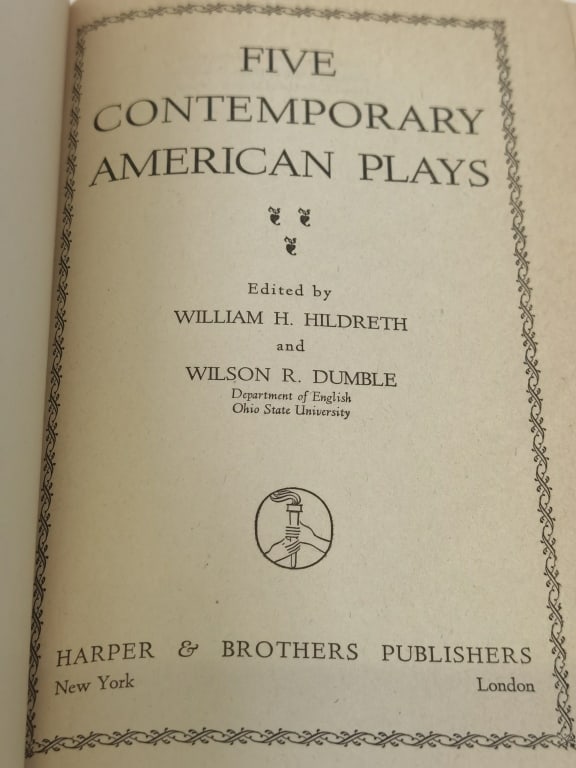 FIVE
CONTEMPORARY
AMERICAN PLAYS
Edited by
WILLIAM H. HILDRETH
and
WILSON R. DUMBLE
Department of English
Ohio State University
HARPER & BROTHERS PUBLISHERS
New York London